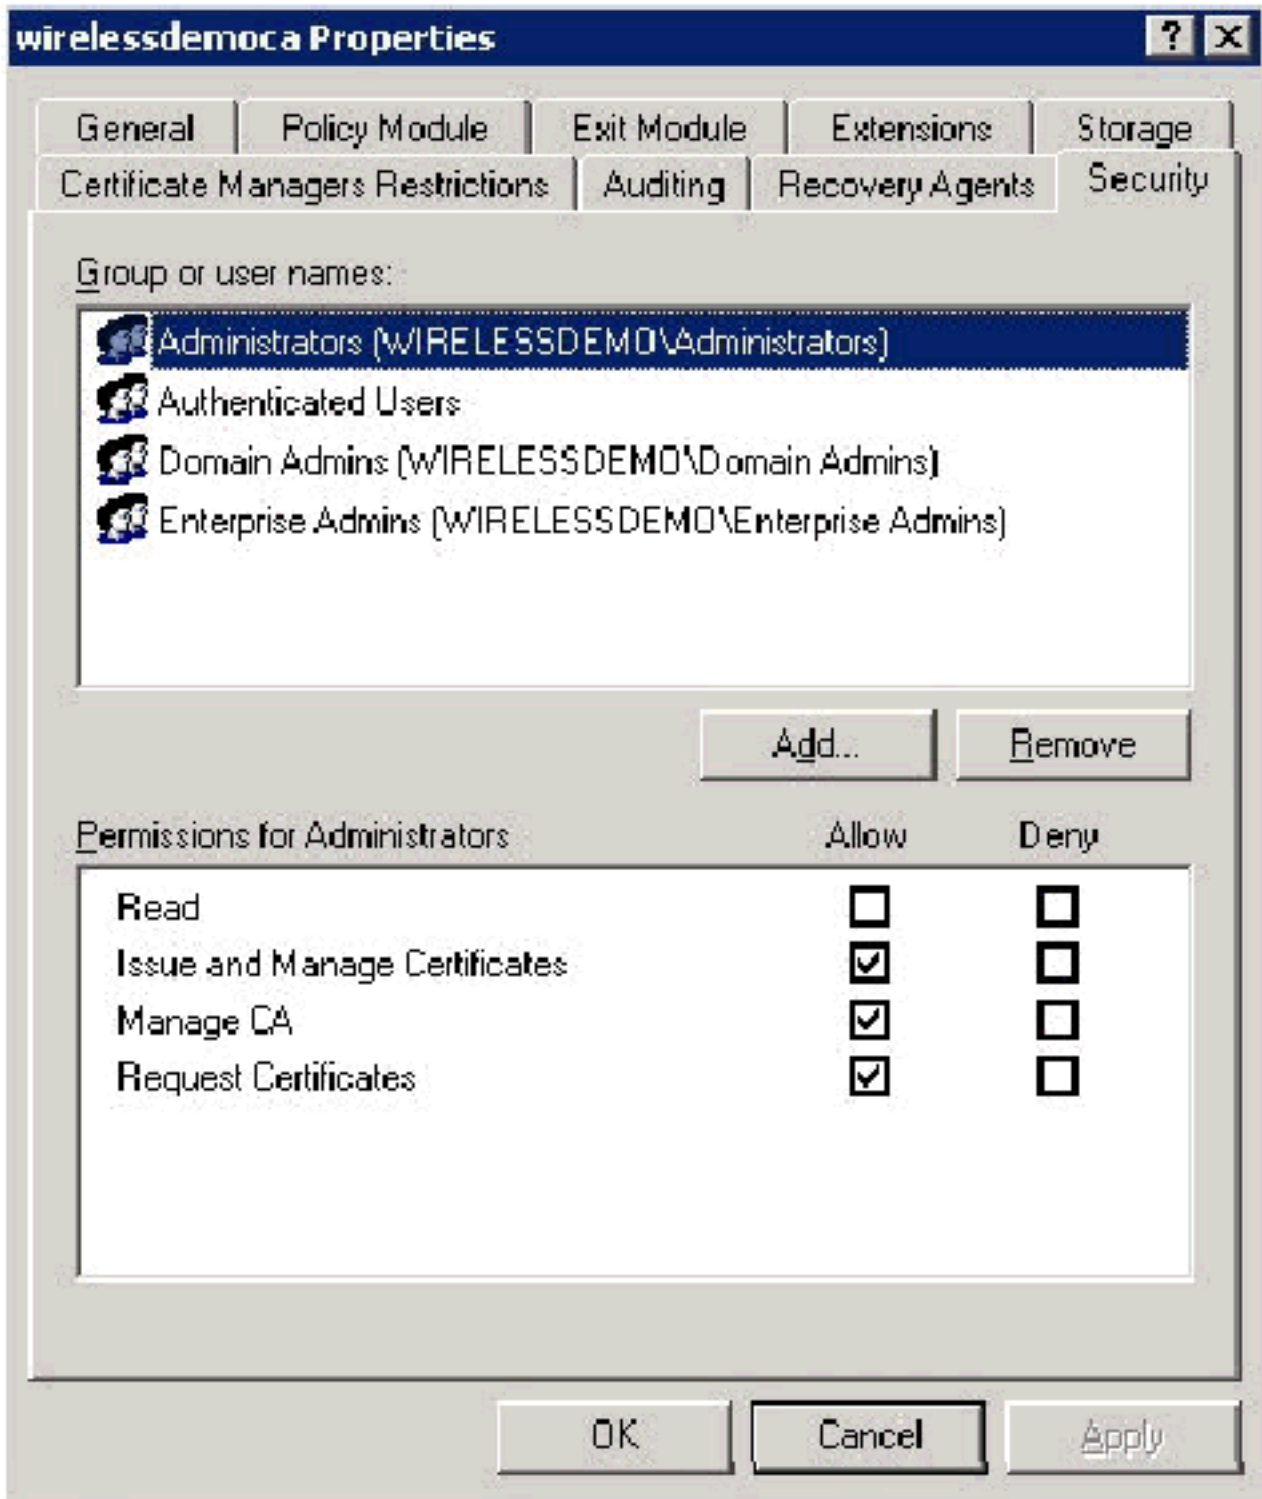 wirelessdemoca Properties
General Policy Module Exit Module Extensions Storage
Certificate Managers Restrictions Auditing Recovery Agents Security
Group or user names:
Administrators (WIRELESSDEMO\Administrators)
Authenticated Users
Domain Admins (WIRELESSDEMO\Domain Admins)
Enterprise Admins (WIRELESSDEMO\Enterprise Admins)
Add... Remove
Permissions for Administrators Allow Deny
Read
Issue and Manage Certificates
Manage CA
Request Certificates
OK Cancel Apply